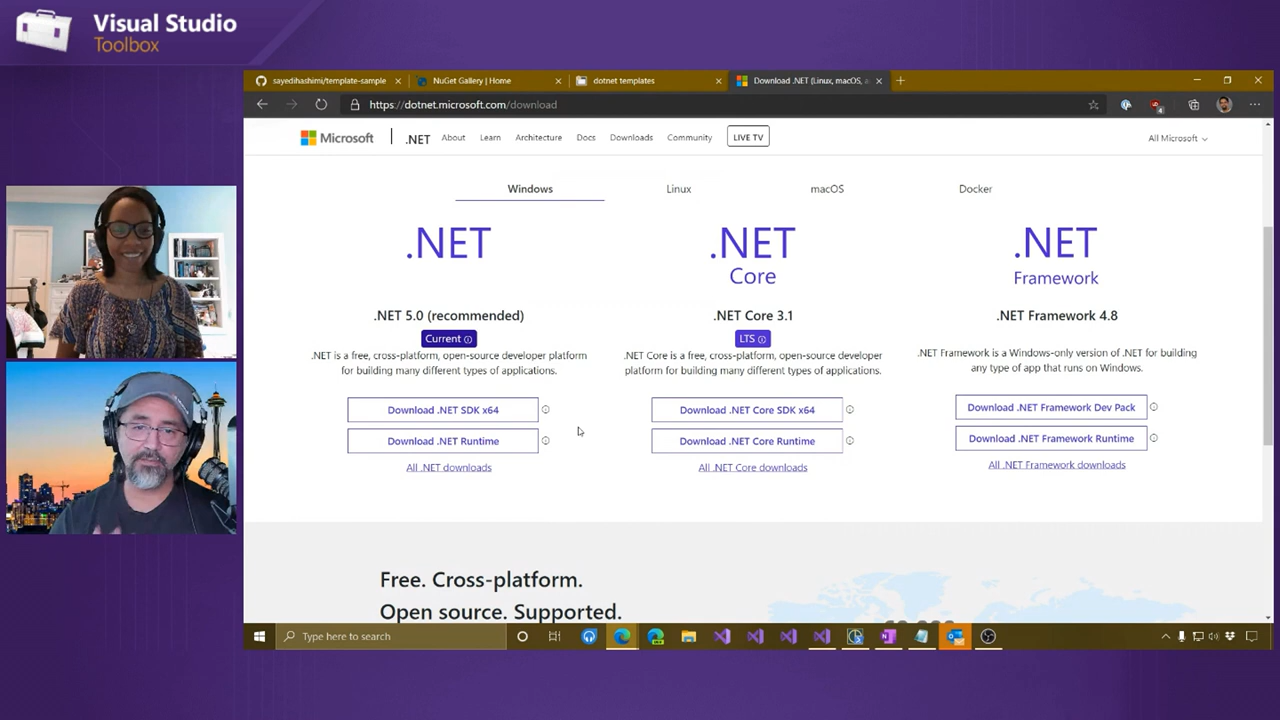 Visual Studio
Toolbox
sayedihashimi/template-sample
NuGet Gallery | Home
dotnet templates
Download .NET (Linux, macOS, a
https://dotnet.microsoft.com/download
4
Microsoft
.NET
About
Learn
Architecture
Docs
Downloads
Community
LIVE TV
All Microsoft
Windows
Linux
macOS
Docker
.NET
.NET 5.0 (recommended)
Current
.NET is a free, cross-platform, open-source developer platform
for building many different types of applications.
Download .NET SDK x64
Download .NET Runtime
All .NET downloads
.NET
Core
.NET Core 3.1
LTS
.NET Core is a free, cross-platform, open-source developer
platform for building many different types of applications.
Download .NET Core SDK x64
Download .NET Core Runtime
All .NET Core downloads
.NET
Framework
.NET Framework 4.8
.NET Framework is a Windows-only version of .NET for building
any type of app that runs on Windows.
Download .NET Framework Dev Pack
Download .NET Framework Runtime
All .NET Framework downloads
Free. Cross-platform.
Open source. Supported.
Type here to search